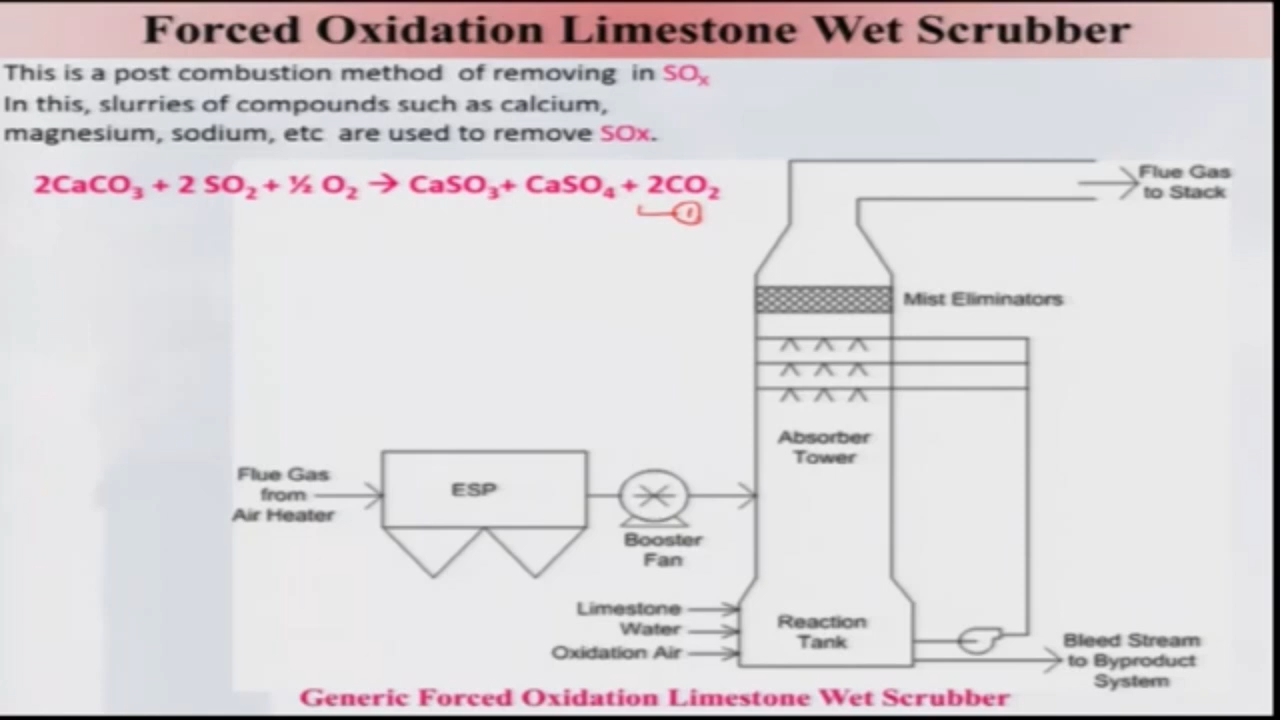 Forced Oxidation Limestone Wet Scrubber
This is a post combustion method of removing in SOₓ
In this, slurries of compounds such as calcium,
magnesium, sodium, etc are used to remove SOx.
2CaCO₃ + 2 SO₂ + ½ O₂ → CaSO₃+ CaSO₄ + 2CO₂
1
Flue Gas
to Stack
Mist Eliminators
Absorber
Tower
Flue Gas
from
Air Heater
ESP
Booster
Fan
Limestone
Water
Oxidation Air
Reaction
Tank
Bleed Stream
to Byproduct
System
Generic Forced Oxidation Limestone Wet Scrubber